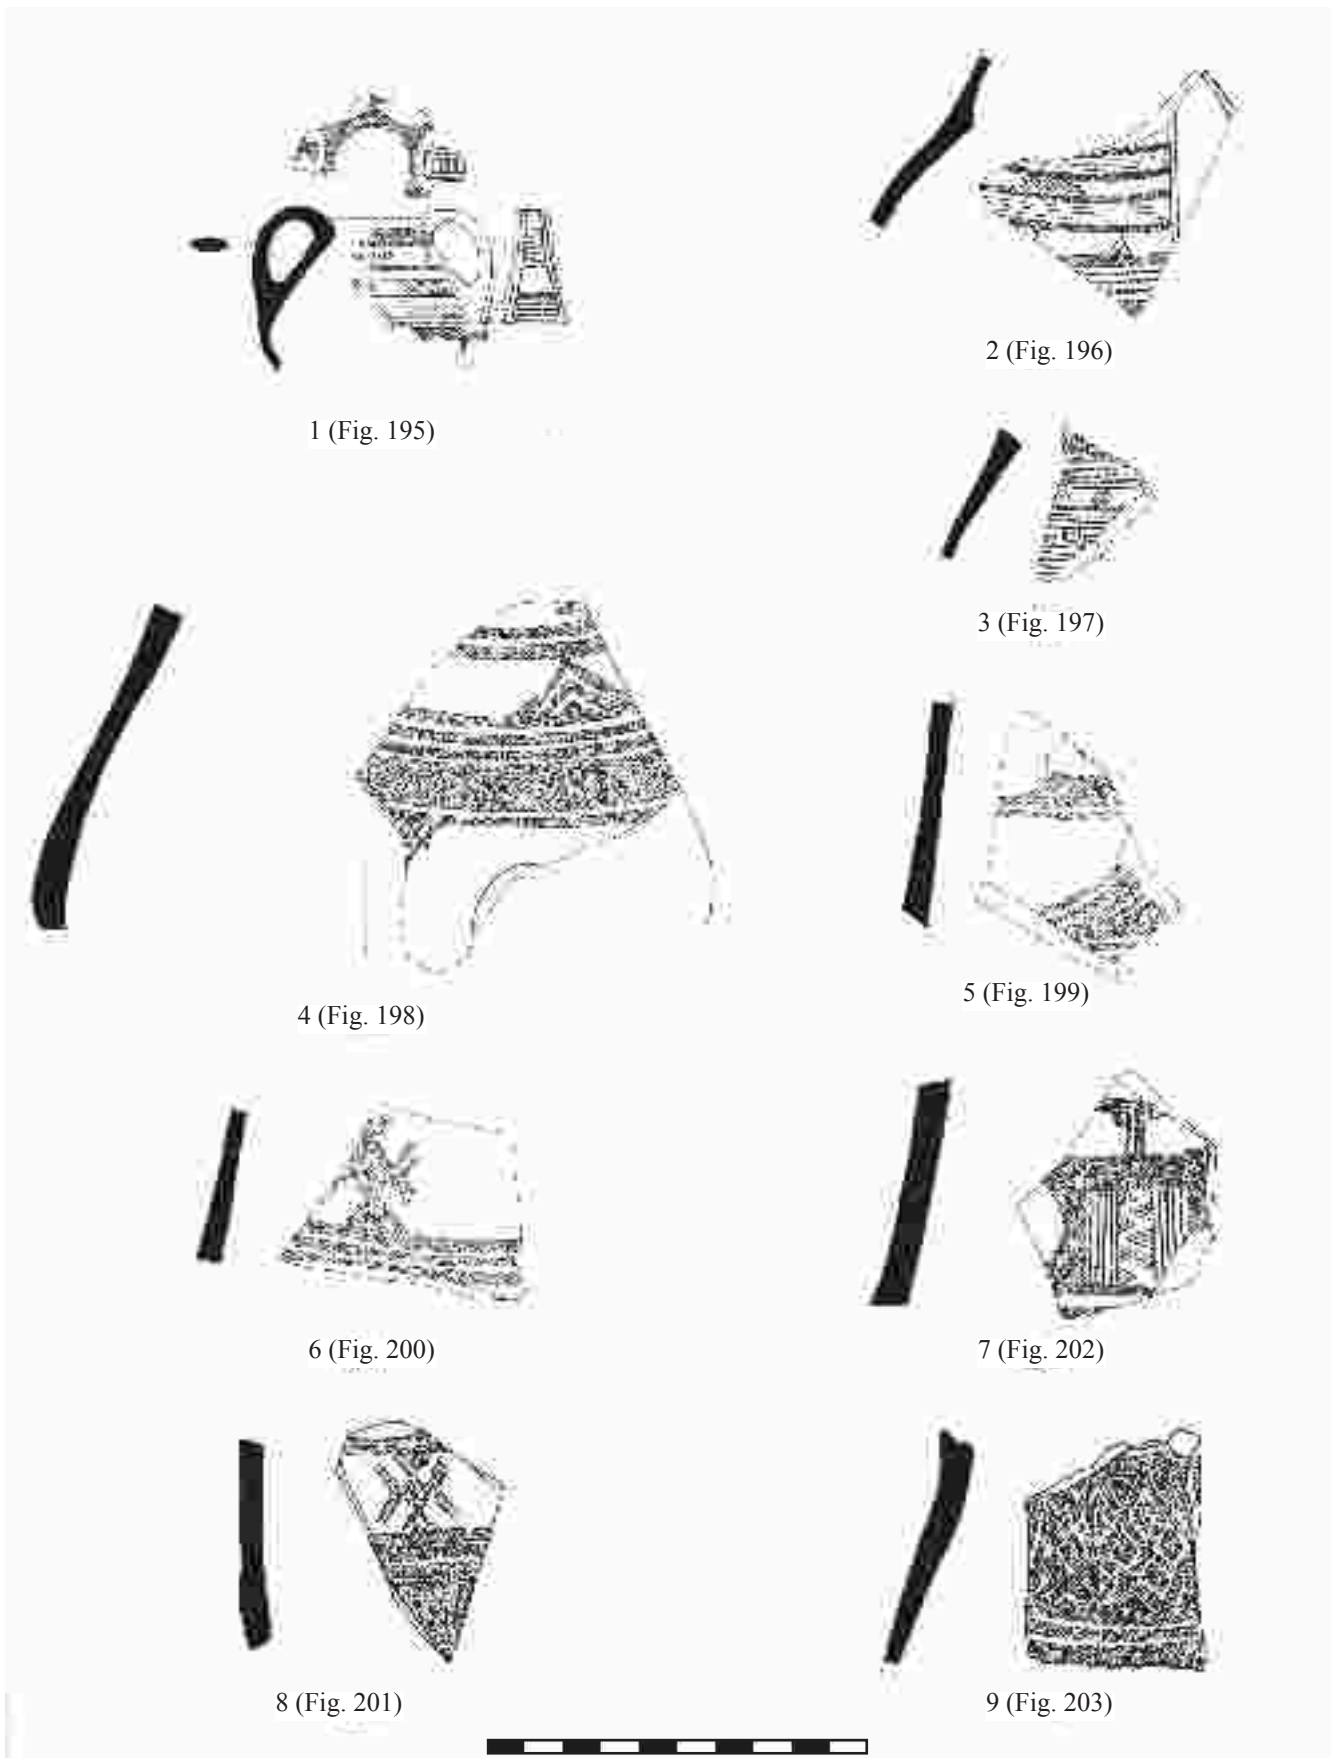 1 (Fig. 195)
2 (Fig. 196)
3 (Fig. 197)
4 (Fig. 198)
5 (Fig. 199)
6 (Fig. 200)
7 (Fig. 202)
8 (Fig. 201)
9 (Fig. 203)